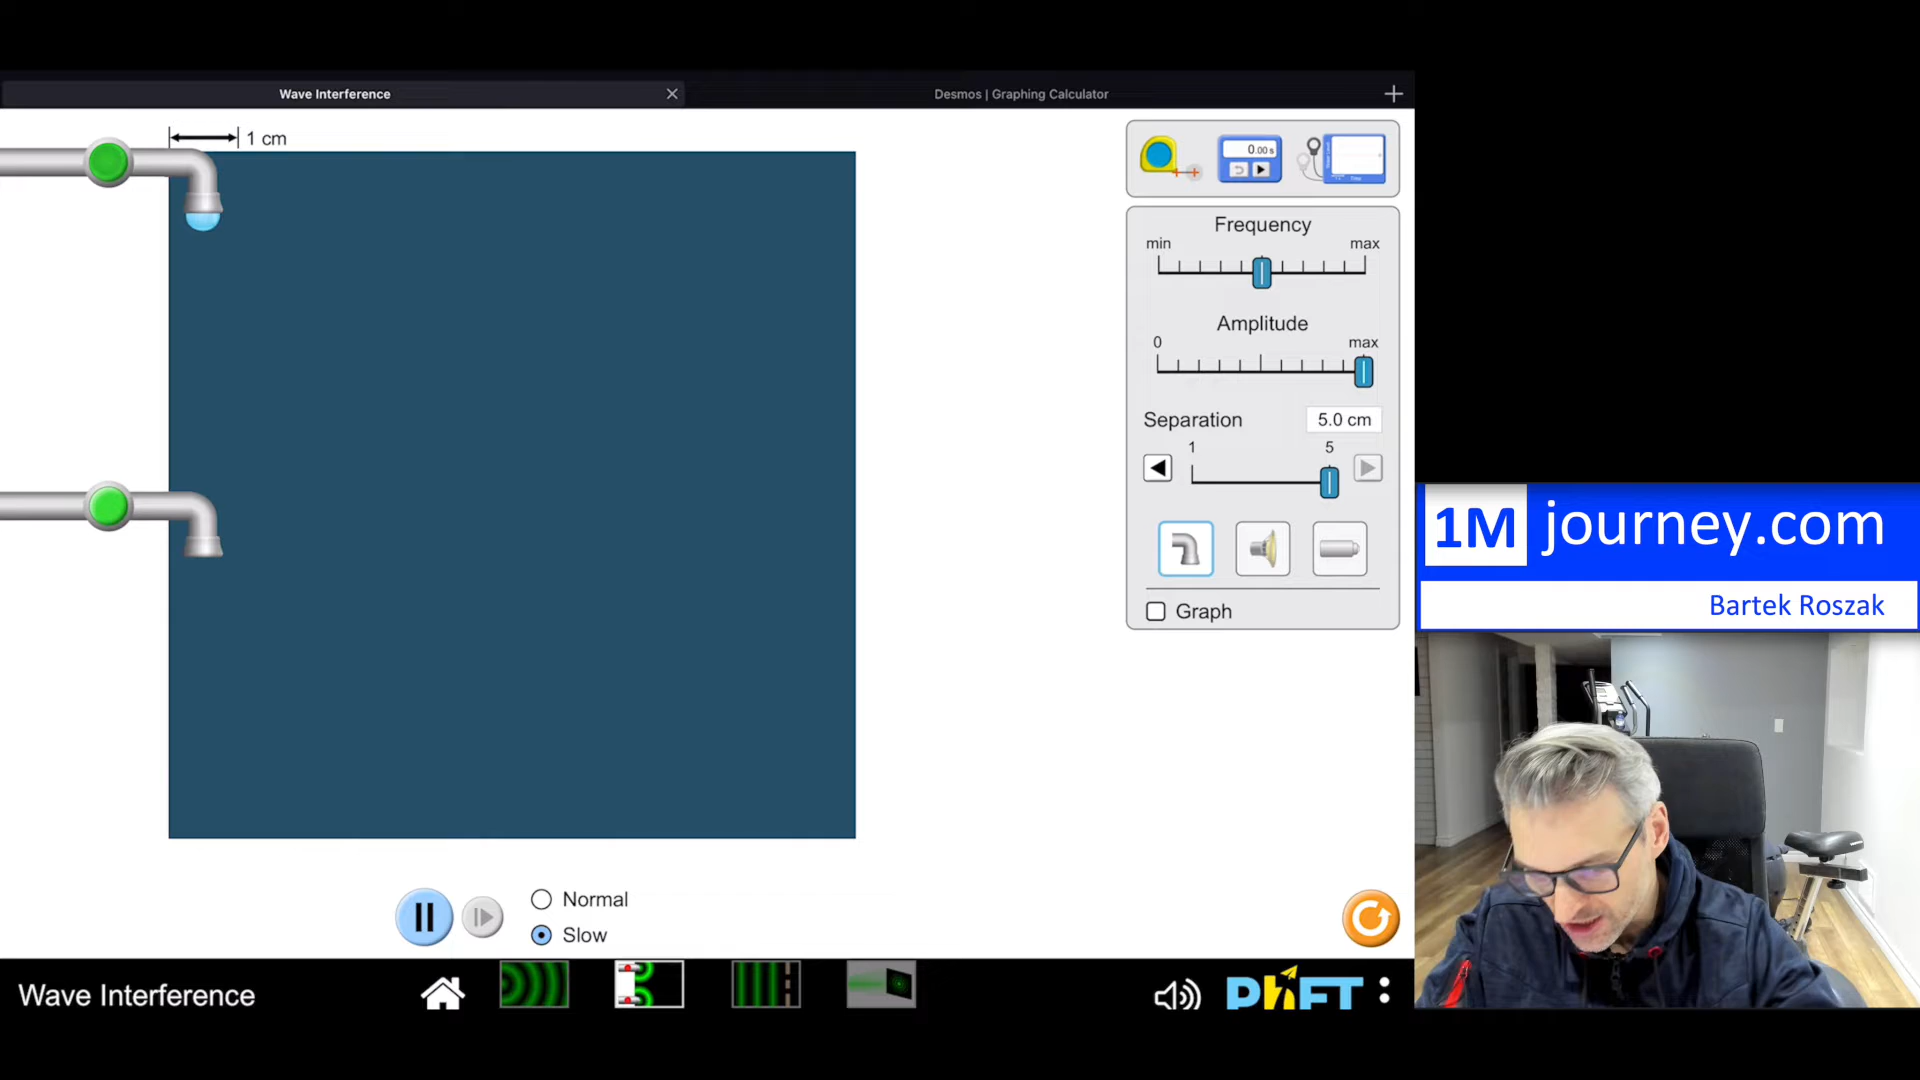 Wave Interference
Desmos | Graphing Calculator
1 cm
0.00 s
Frequency
min max
Amplitude
0 max
Separation 5.0 cm
1 5
Graph
Normal
Slow
Wave Interference
PhET
1M journey.com
Bartek Roszak